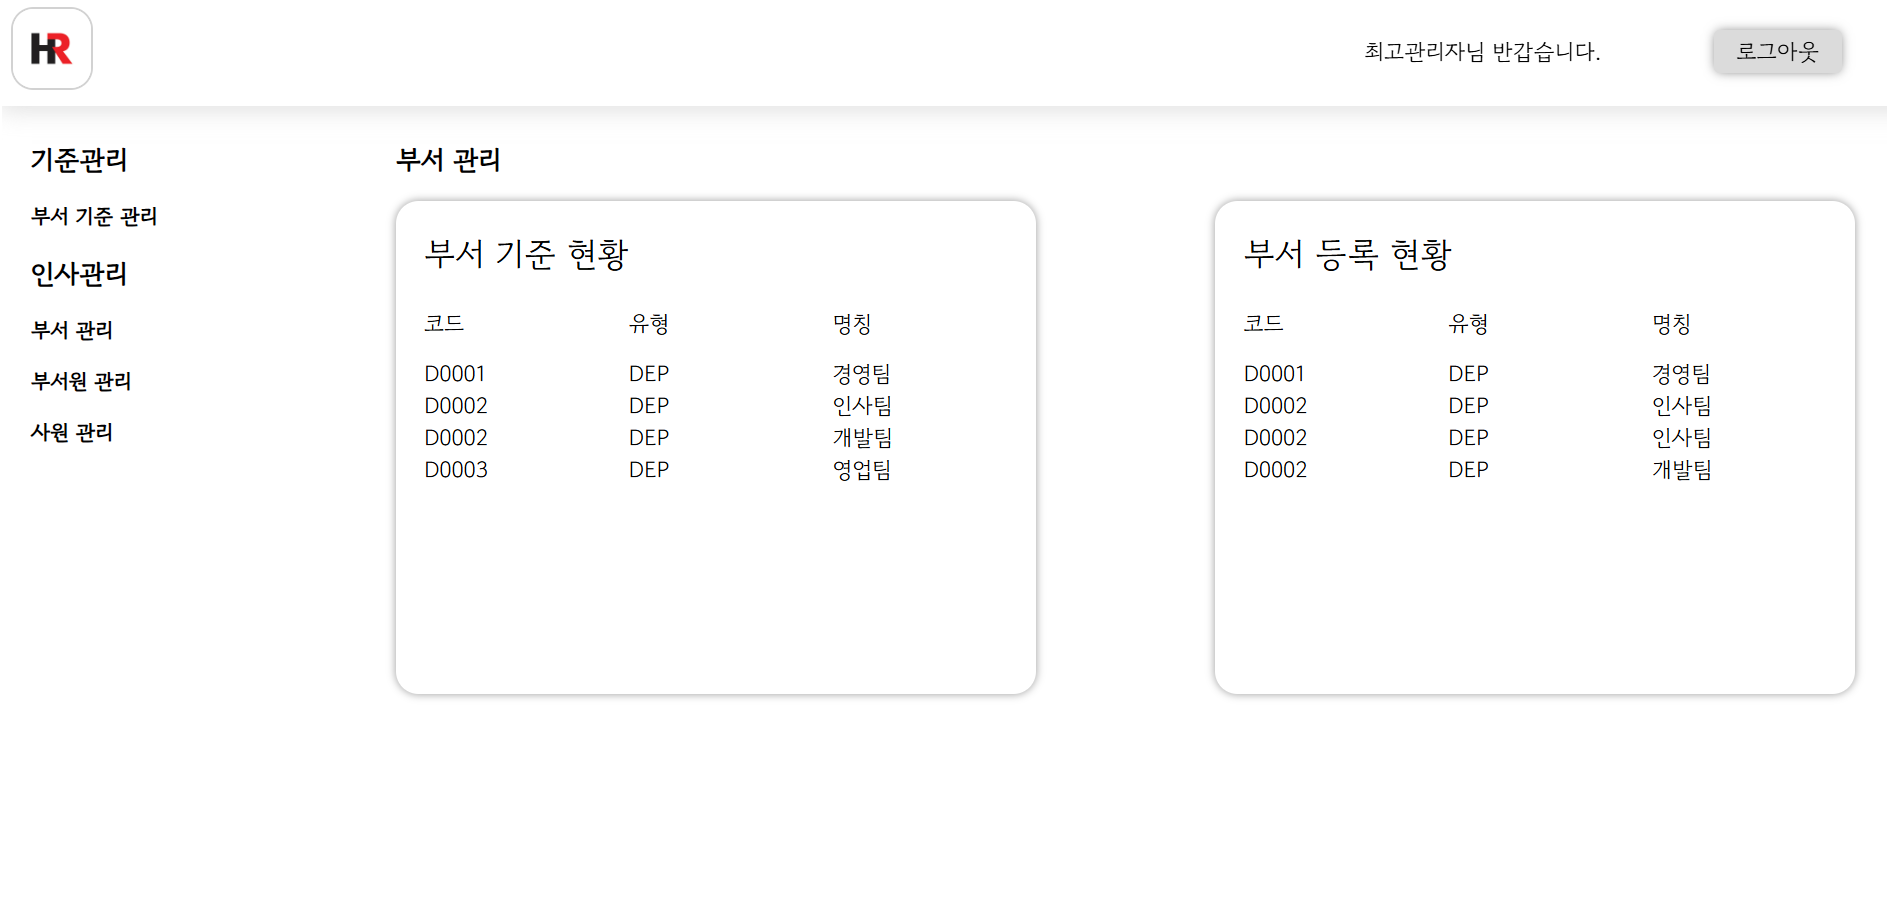 HR
최고관리자님 반갑습니다.
로그아웃
기준관리
부서 기준 관리
인사관리
부서 관리
부서원 관리
사원 관리
부서 관리
부서 기준 현황
코드 유형 명칭
D0001 DEP 경영팀
D0002 DEP 인사팀
D0002 DEP 개발팀
D0003 DEP 영업팀
부서 등록 현황
코드 유형 명칭
D0001 DEP 경영팀
D0002 DEP 인사팀
D0002 DEP 인사팀
D0002 DEP 개발팀